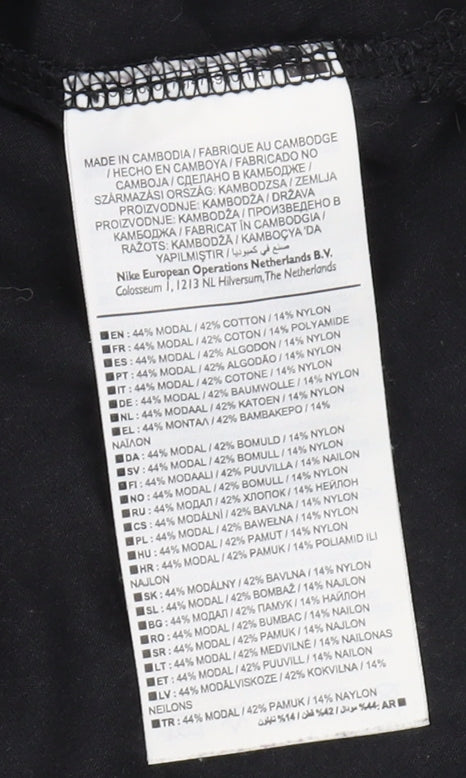 MADE IN CAMBODIA / FABRIQUE AU CAMBODGE
/ HECHO EN CAMBOYA / FABRICADO NO
CAMBOJA / СДЕЛАНО В КАМБОДЖЕ /
SZÁRMAZÁSI ORSZÁG: KAMBODZSA / ZEMLJA
PROIZVODNJE: KAMBODŽA / DRŽAVA
PROIZVODNJE: KAMBODŽA / ПРОИЗВЕДЕНО В
КАМБОДЖА / FABRICAT ÎN CAMBODGIA /
RAŽOTS: KAMBODŽĀ / KAMBOÇYA 'DA
YAPILMIŞTIR / صنع في كمبوديا
Nike European Operations Netherlands B.V.
Colosseum 1, 1213 NL Hilversum, The Netherlands
EN : 44% MODAL / 42% COTTON / 14% NYLON
FR : 44% MODAL / 42% COTON / 14% POLYAMIDE
ES : 44% MODAL / 42% ALGODON / 14% NYLON
PT : 44% MODAL / 42% ALGODÃO / 14% NYLON
IT : 44% MODAL / 42% COTONE / 14% NYLON
DE : 44% MODAL / 42% BAUMWOLLE / 14% NYLON
NL : 44% MODAAL / 42% KATOEN / 14% NYLON
EL : 44% ΜΟΝΤΑΛ / 42% ΒΑΜΒΑΚΕΡΟ / 14%
ΝΑΪΛΟΝ
DA : 44% MODAL / 42% BOMULD / 14% NYLON
SV : 44% MODAL / 42% BOMULL / 14% NYLON
FI : 44% MODAALI / 42% PUUVILLA / 14% NAILON
NO : 44% MODAL / 42% BOMULL / 14% NYLON
RU : 44% МОДАЛ / 42% ХЛОПОК / 14% НЕЙЛОН
CS : 44% MODÁLNÍ / 42% BAVLNA / 14% NYLON
PL : 44% MODAL / 42% BAWEŁNA / 14% NYLON
HU : 44% MODAL / 42% PAMUT / 14% NYLON
HR : 44% MODAL / 42% PAMUK / 14% POLIAMID ILI
NAJLON
SK : 44% MODÁLNY / 42% BAVLNA / 14% NYLON
SL : 44% MODAL / 42% BOMBAŽ / 14% NAJLON
BG : 44% МОДАЛ / 42% ПАМУК / 14% НАЙЛОН
RO : 44% MODAL / 42% BUMBAC / 14% NAILON
SR : 44% MODAL / 42% PAMUK / 14% NAJLON
LT : 44% MODAL / 42% MEDVILNĖ / 14% NAILONAS
ET : 44% MODAL / 42% PUUVILL / 14% NAILON
LV : 44% MODĀLVISKOZE / 42% KOKVILNA / 14%
NEILONS
TR : 44% MODAL / 42% PAMUK / 14% NAYLON
AR : 44% مودال / 42% قطن / 14% نايلون